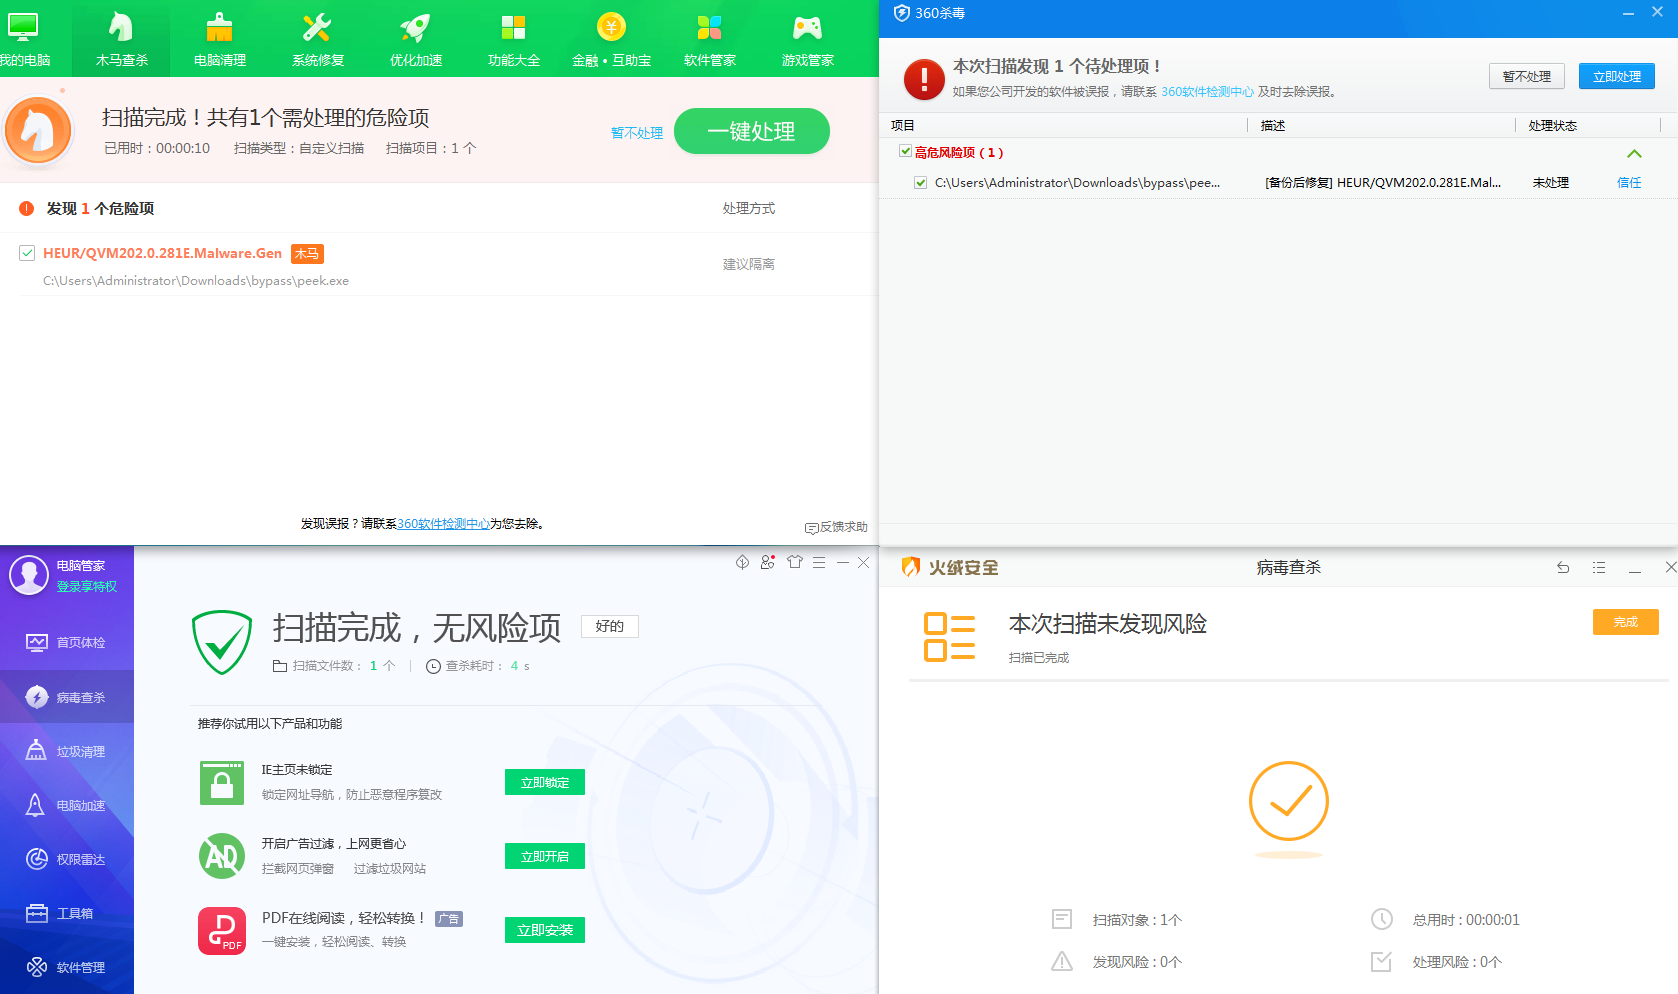 我的电脑
木马查杀
电脑清理
系统修复
优化加速
功能大全
金融•互助宝
软件管家
游戏管家
扫描完成！共有1个需处理的危险项
已用时：00:00:10 扫描类型：自定义扫描 扫描项目：1 个
暂不处理
一键处理
发现 1 个危险项
处理方式
HEUR/QVM202.0.281E.Malware.Gen 木马
C:\Users\Administrator\Downloads\bypass\peek.exe
建议隔离
发现误报？请联系360软件检测中心为您去除。
反馈求助
360杀毒
本次扫描发现 1 个待处理项！
如果您公司开发的软件被误报，请联系 360软件检测中心 及时去除误报。
暂不处理
立即处理
项目
描述
处理状态
高危风险项（1）
C:\Users\Administrator\Downloads\bypass\pee...
[备份后修复] HEUR/QVM202.0.281E.Mal...
未处理
信任
电脑管家
登录享特权
首页体检
病毒查杀
垃圾清理
电脑加速
权限雷达
工具箱
软件管理
扫描完成，无风险项
好的
扫描文件数： 1 个
查杀耗时： 4 s
推荐你试用以下产品和功能
IE主页未锁定
锁定网址导航，防止恶意程序篡改
立即锁定
AD
开启广告过滤，上网更省心
拦截网页弹窗 过滤垃圾网站
立即开启
PDF
PDF在线阅读，轻松转换！ 广告
一键安装，轻松阅读、转换
立即安装
火绒安全
病毒查杀
本次扫描未发现风险
扫描已完成
完成
扫描对象 : 1个
总用时 : 00:00:01
发现风险 : 0个
处理风险 : 0个